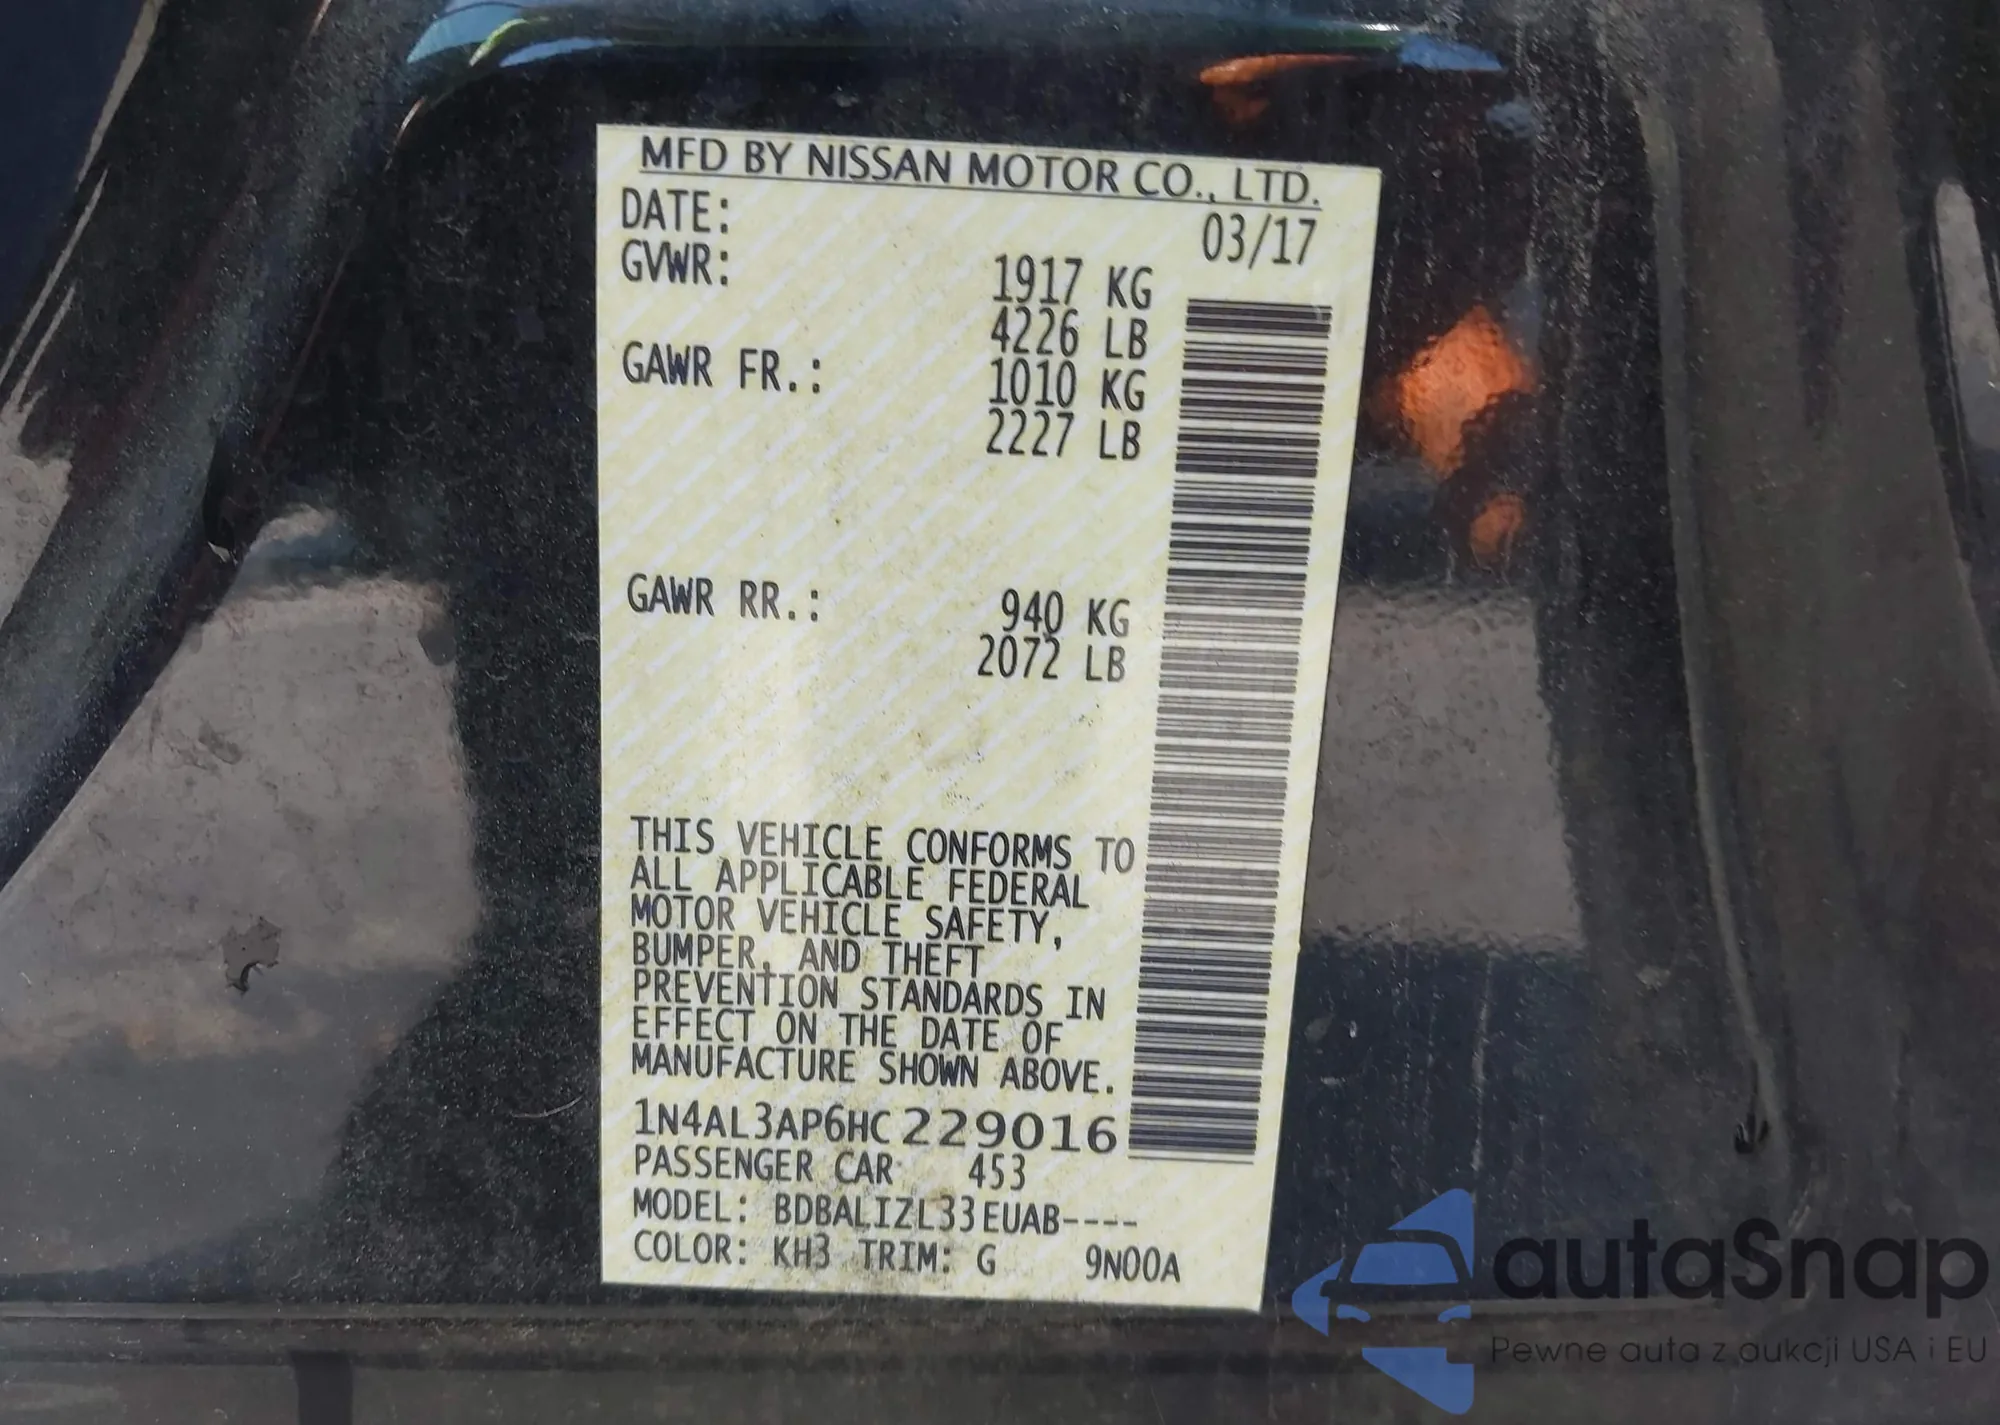 MFD BY NISSAN MOTOR CO., LTD.
DATE: 03/17
GVWR: 1917 KG
4226 LB
GAWR FR.: 1010 KG
2227 LB
GAWR RR.: 940 KG
2072 LB
THIS VEHICLE CONFORMS TO
ALL APPLICABLE FEDERAL
MOTOR VEHICLE SAFETY,
BUMPER, AND THEFT
PREVENTION STANDARDS IN
EFFECT ON THE DATE OF
MANUFACTURE SHOWN ABOVE.
1N4AL3AP6HC229016
PASSENGER CAR 453
MODEL: BDBALIZL33EUAB----
COLOR: KH3 TRIM: G 9N00A
autaSnap
Pewne auta z aukcji USA i EU